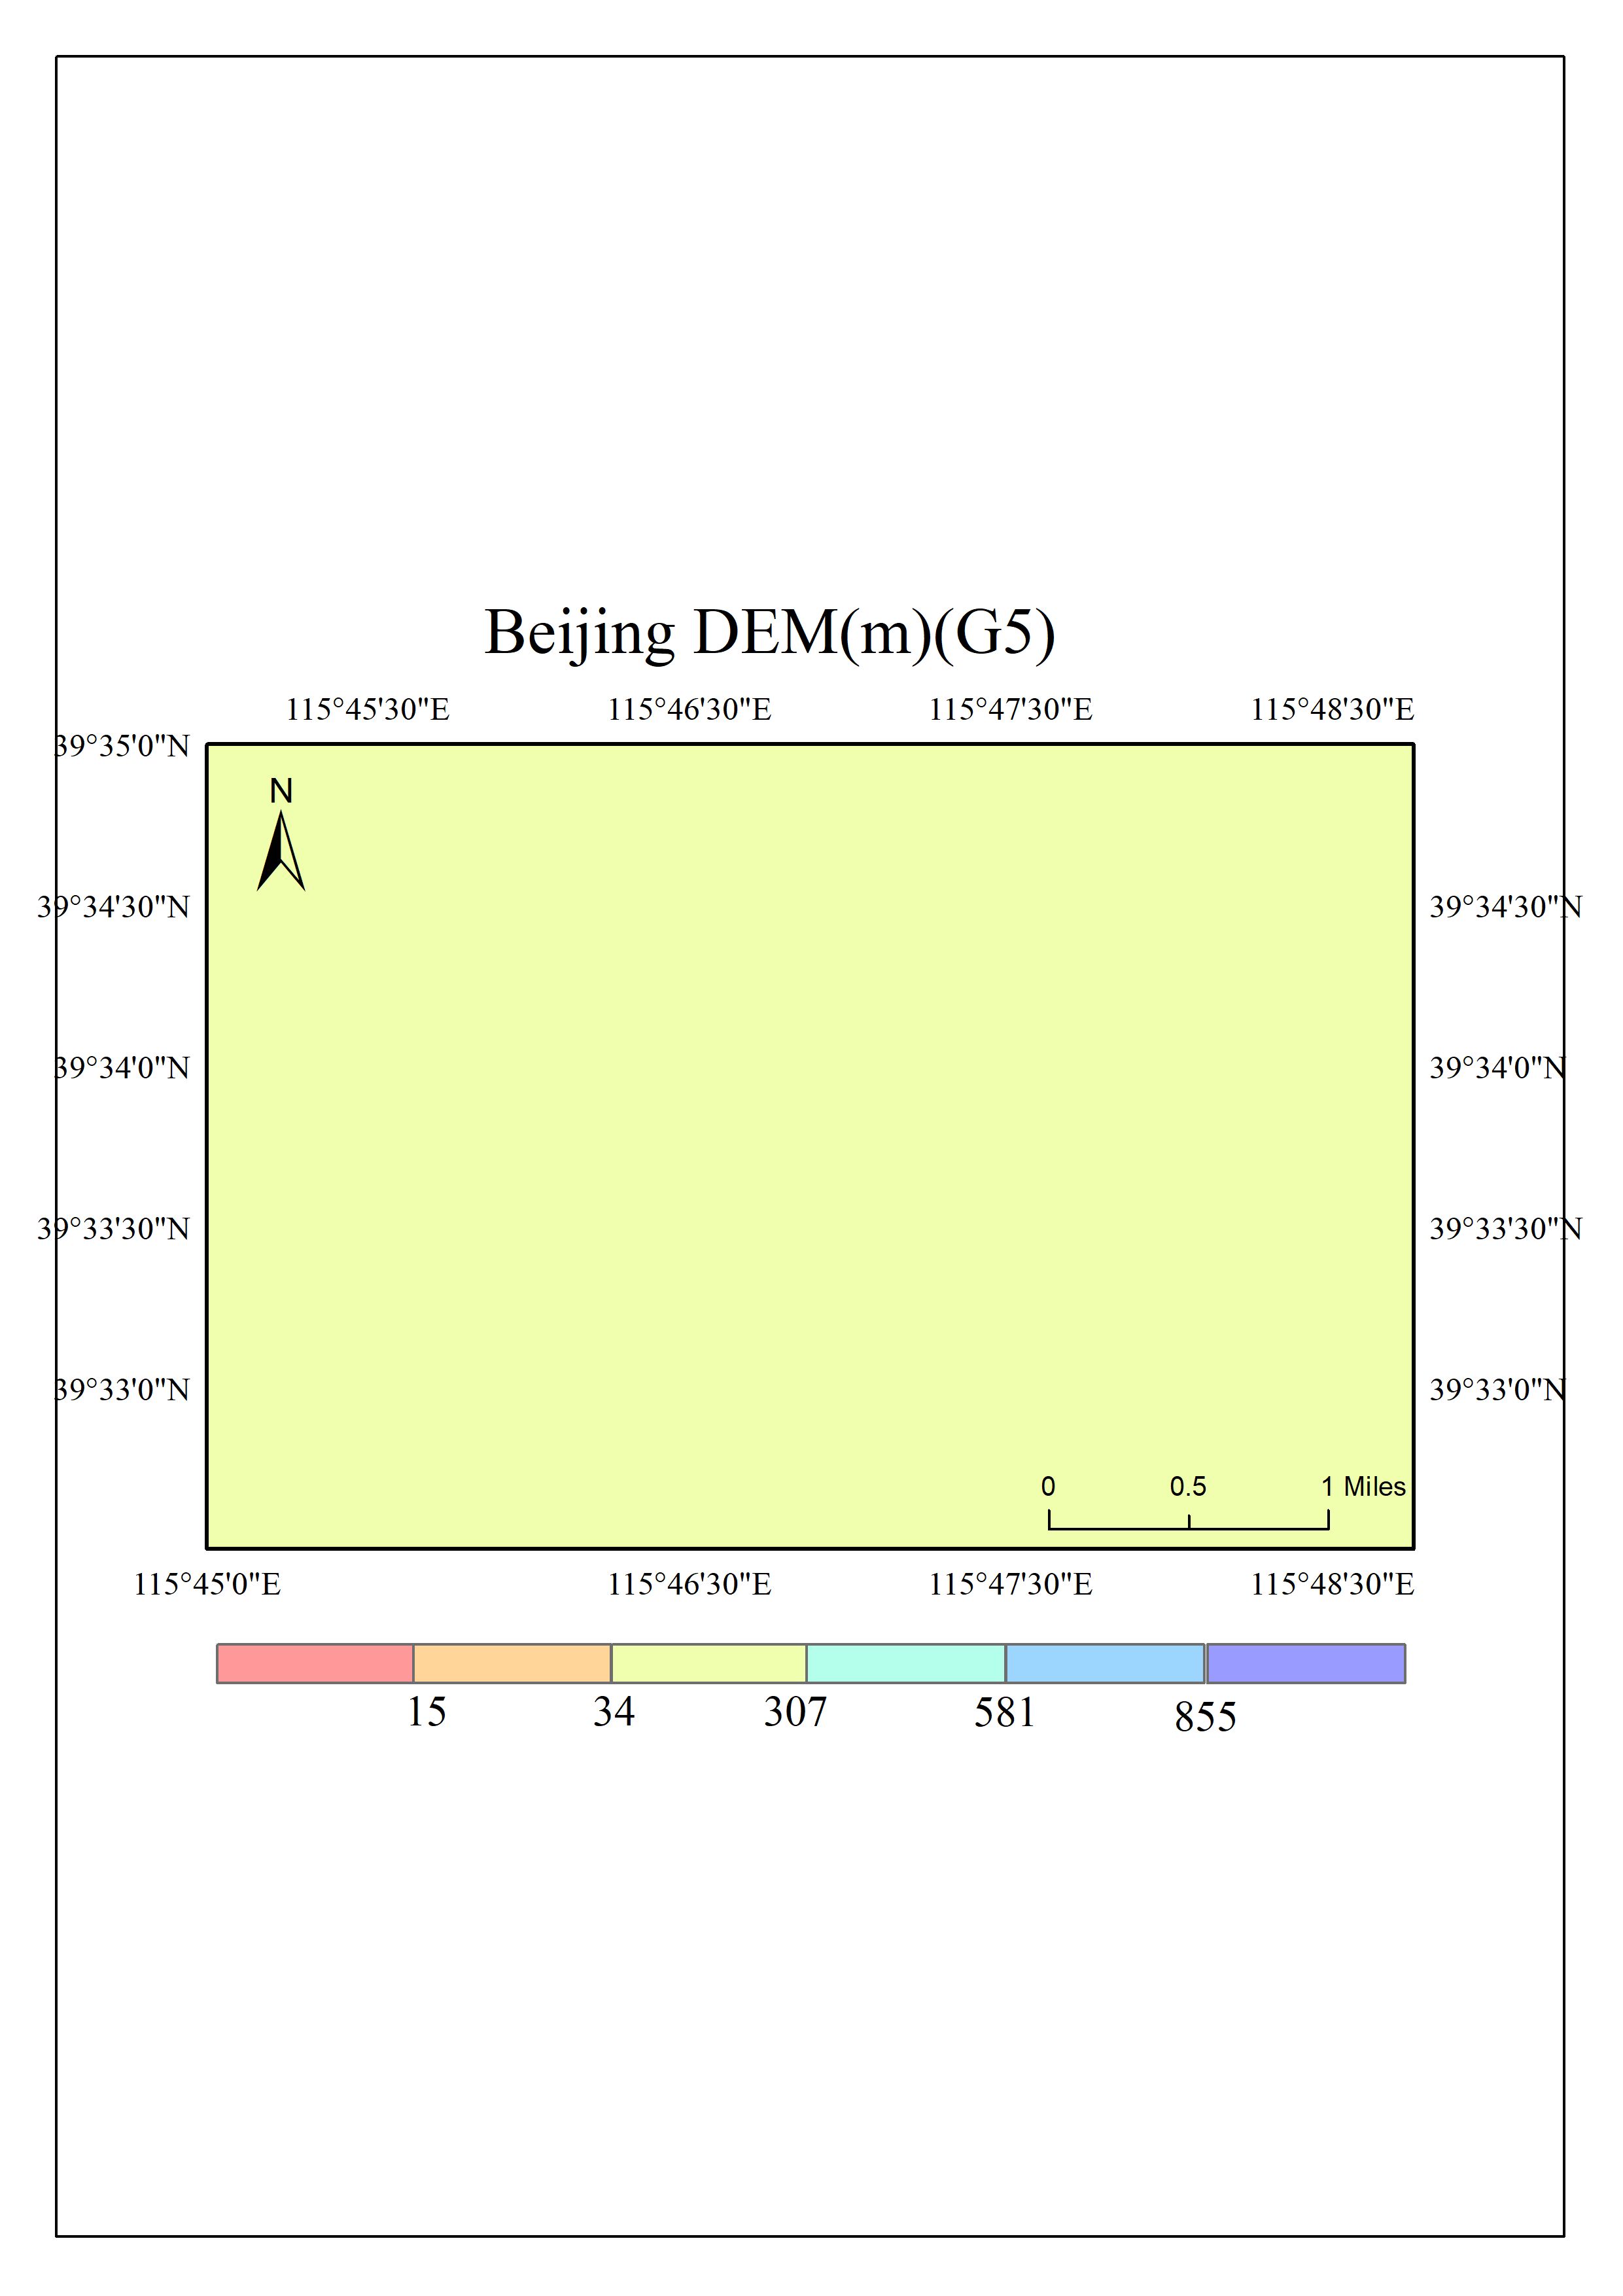 Beijing DEM(m)(G5)
115°45'30"E 115°46'30"E 115°47'30"E 115°48'30"E
39°35'0"N
N
39°34'30"N 39°34'30"N
39°34'0"N 39°34'0"N
39°33'30"N 39°33'30"N
39°33'0"N 39°33'0"N
0 0.5 1 Miles
115°45'0"E 115°46'30"E 115°47'30"E 115°48'30"E
15 34 307 581 855